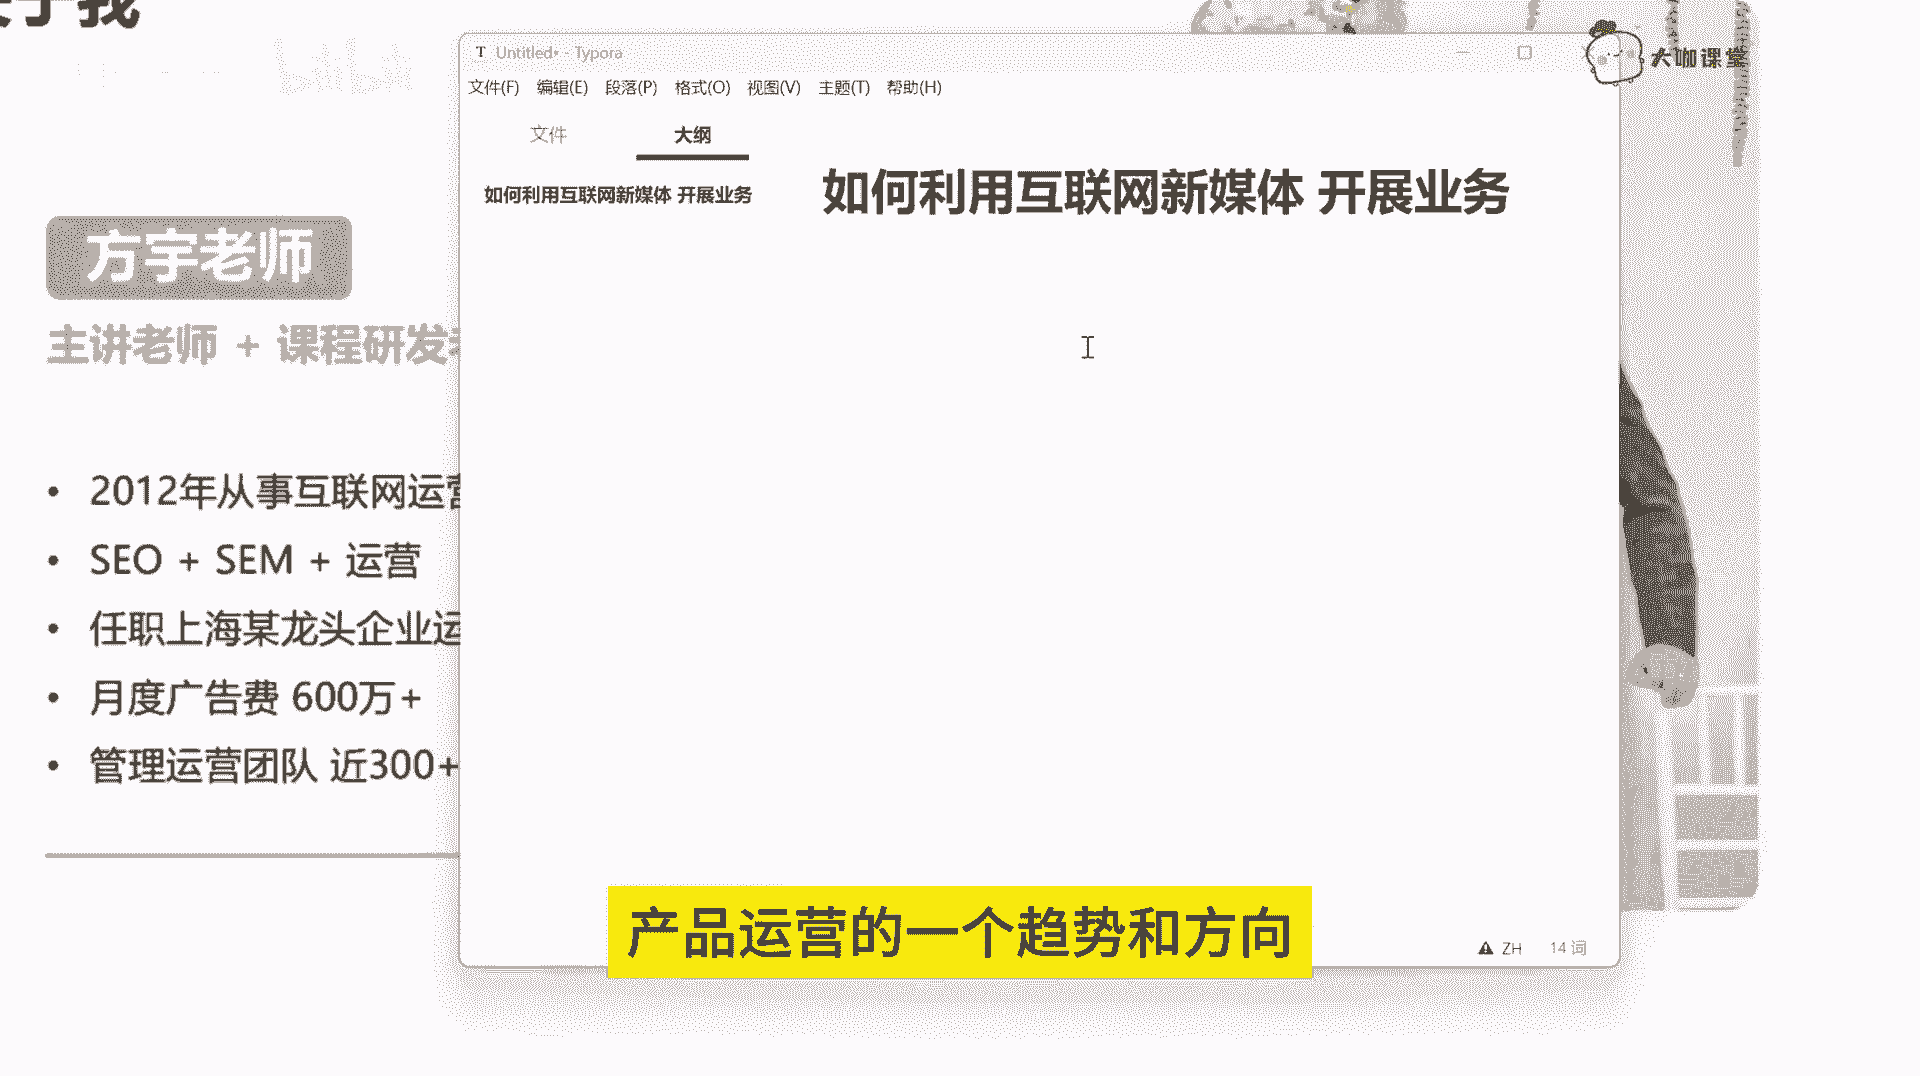 于我
T Untitled• - Typora
大咖课堂
文件(F) 编辑(E) 段落(P) 格式(O) 视图(V) 主题(T) 帮助(H)
文件 大纲
如何利用互联网新媒体 开展业务
如何利用互联网新媒体 开展业务
方宇老师
主讲老师 + 课程研发
• 2012年从事互联网运营
• SEO + SEM + 运营
• 任职上海某龙头企业运
• 月度广告费 600万+
• 管理运营团队 近300+
产品运营的一个趋势和方向
ZH 14 词